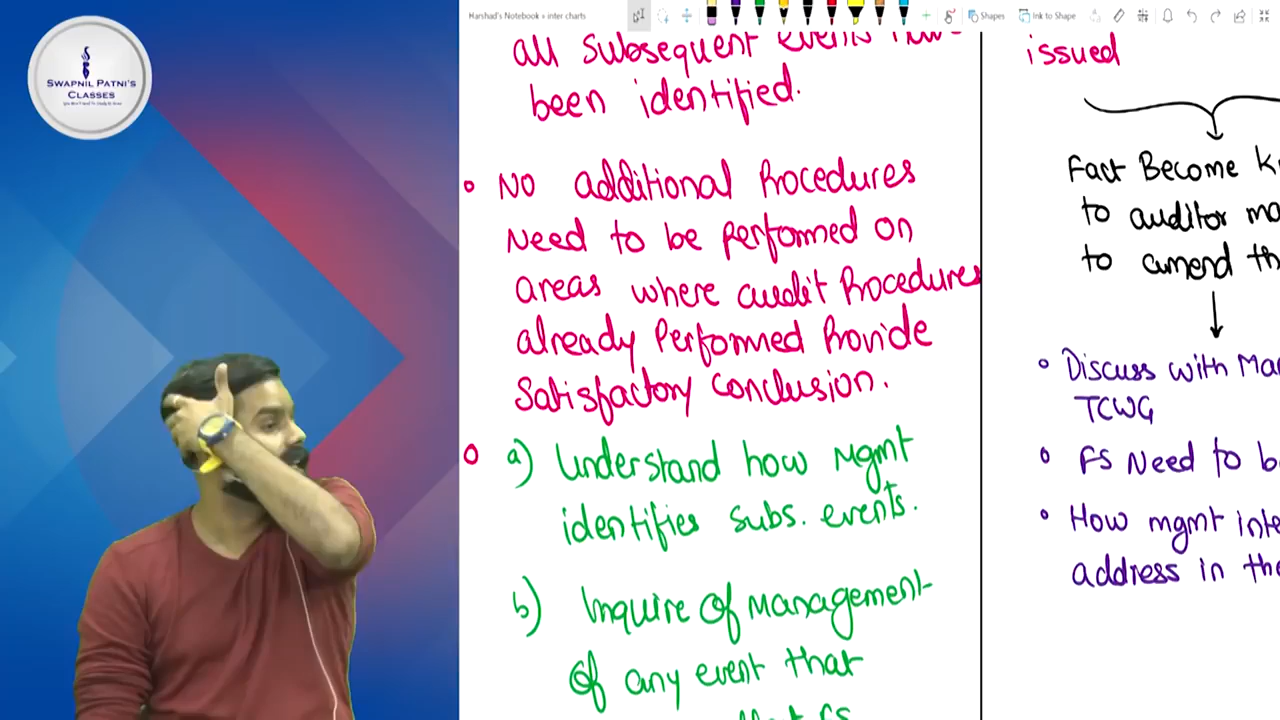 SWAPNIL PATNI'S
CLASSES
Harshad's Notebook » inter charts
Shapes
Ink to Shape
all subsequent events
been identified.
No additional Procedures
Need to be performed on
areas where audit Procedures
already Performed Provide
Satisfactory conclusion.
a) Understand how Mgmt
identifies subs. events.
b) Inquire Of Management
Of any event that
FS
issued
Fact Become
to auditor
to amend
Discuss with
TCWG
FS Need to
How mgmt
address in